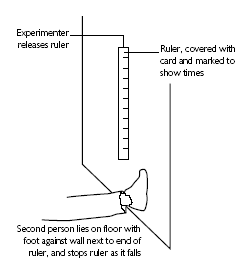 Experimenter
releases ruler
Ruler, covered with
card and marked to
show times
Second person lies on floor with
foot against wall next to end of
ruler, and stops ruler as it falls